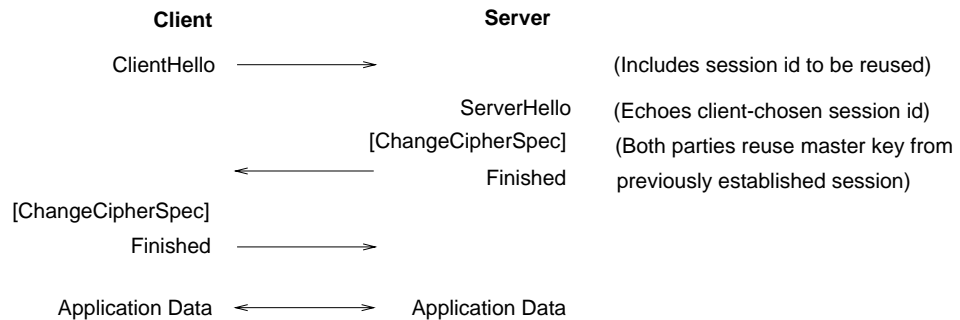 Client Server
ClientHello (Includes session id to be reused)
ServerHello (Echoes client-chosen session id)
[ChangeCipherSpec] (Both parties reuse master key from
Finished previously established session)
[ChangeCipherSpec]
Finished
Application Data Application Data